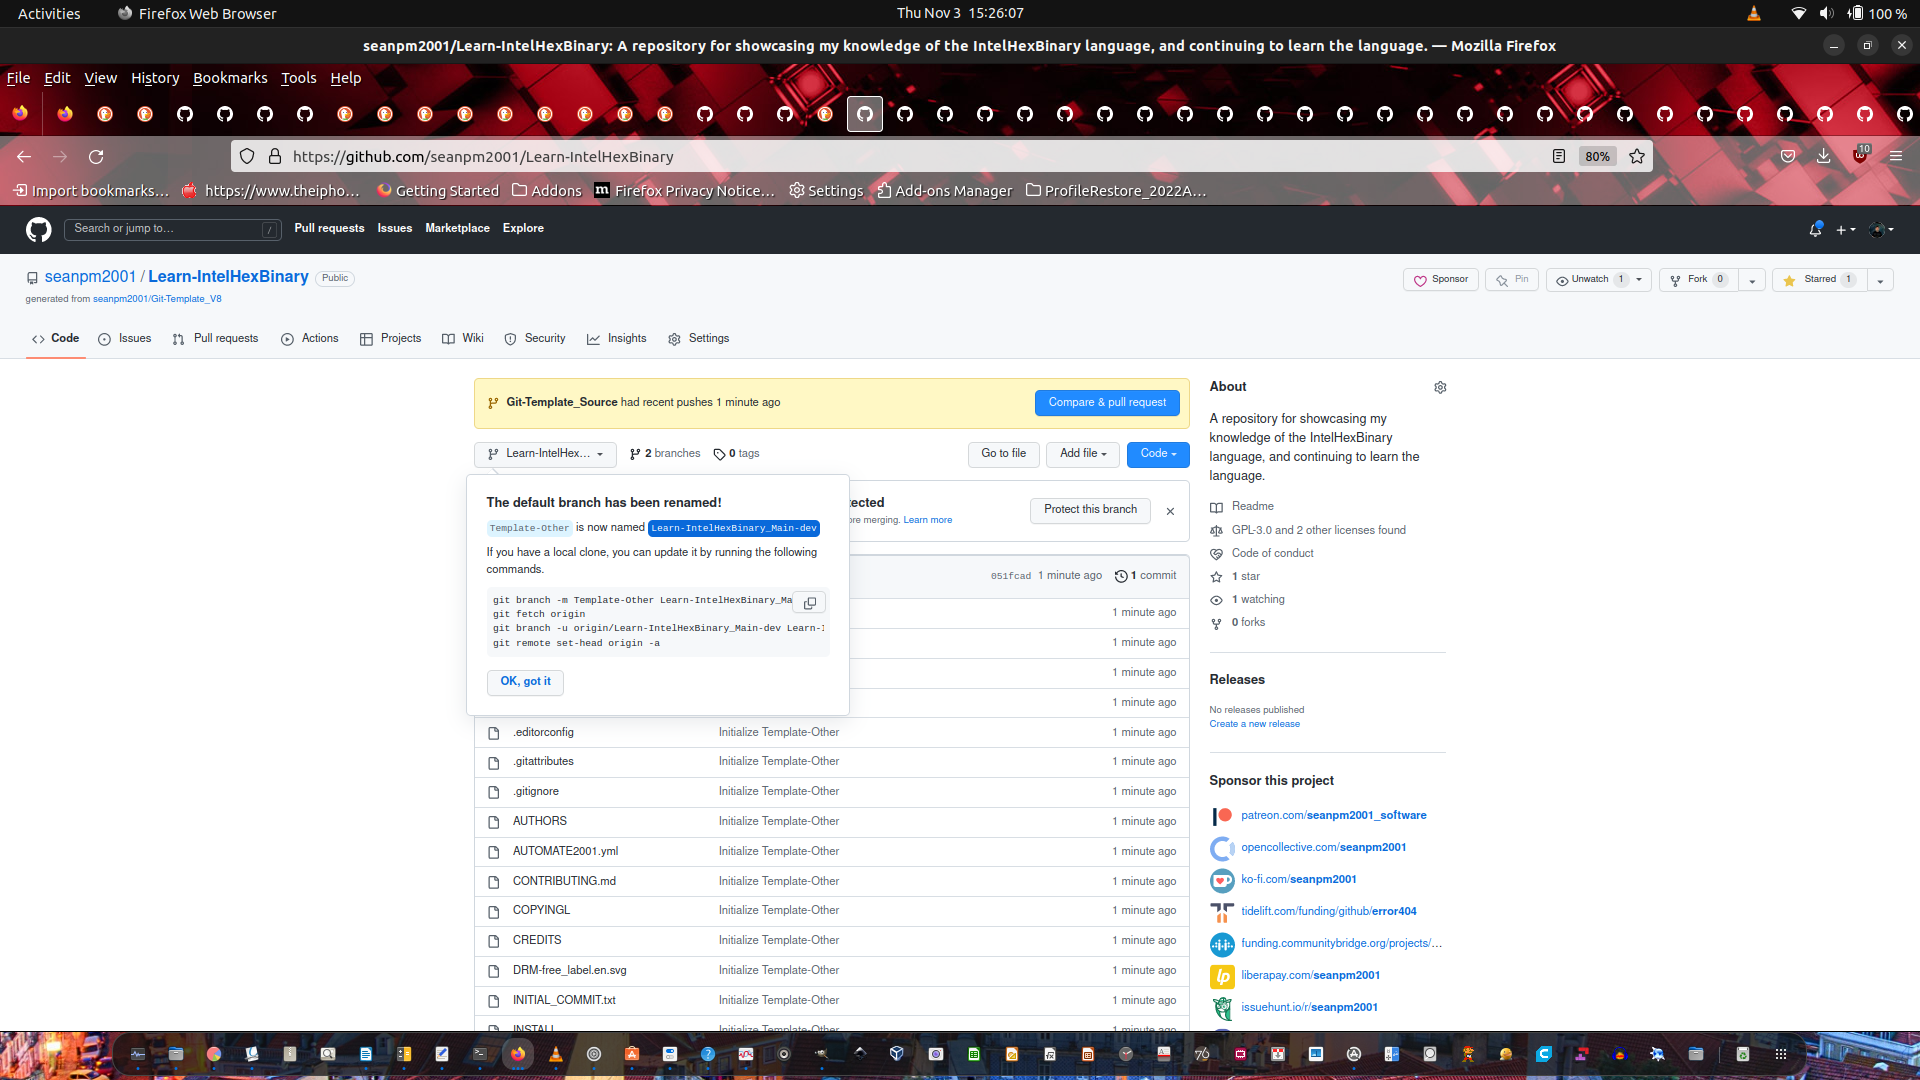 Activities
Firefox Web Browser
Thu Nov 3 15:26:07
100 %
seanpm2001/Learn-IntelHexBinary: A repository for showcasing my knowledge of the IntelHexBinary language, and continuing to learn the language. — Mozilla Firefox
File Edit View History Bookmarks Tools Help
https://github.com/seanpm2001/Learn-IntelHexBinary
80%
10
Import bookmarks…
https://www.theipho…
Getting Started
Addons
Firefox Privacy Notice…
Settings
Add-ons Manager
ProfileRestore_2022A…
Search or jump to…
/
Pull requests
Issues
Marketplace
Explore
seanpm2001 / Learn-IntelHexBinary
Public
Sponsor
Pin
Unwatch 1
Fork 0
Starred 1
generated from seanpm2001/Git-Template_V8
Code
Issues
Pull requests
Actions
Projects
Wiki
Security
Insights
Settings
Git-Template_Source had recent pushes 1 minute ago
Compare & pull request
Learn-IntelHex…
2 branches
0 tags
Go to file
Add file
Code
The default branch has been renamed!
Template-Other is now named Learn-IntelHexBinary_Main-dev
If you have a local clone, you can update it by running the following
commands.
git branch -m Template-Other Learn-IntelHexBinary_Ma
git fetch origin
git branch -u origin/Learn-IntelHexBinary_Main-dev Learn-I
git remote set-head origin -a
OK, got it
tected
ore merging. Learn more
Protect this branch
051fcad 1 minute ago
1 commit
1 minute ago
1 minute ago
1 minute ago
1 minute ago
.editorconfig Initialize Template-Other 1 minute ago
.gitattributes Initialize Template-Other 1 minute ago
.gitignore Initialize Template-Other 1 minute ago
AUTHORS Initialize Template-Other 1 minute ago
AUTOMATE2001.yml Initialize Template-Other 1 minute ago
CONTRIBUTING.md Initialize Template-Other 1 minute ago
COPYINGL Initialize Template-Other 1 minute ago
CREDITS Initialize Template-Other 1 minute ago
DRM-free_label.en.svg Initialize Template-Other 1 minute ago
INITIAL_COMMIT.txt Initialize Template-Other 1 minute ago
INSTALL Initialize Template-Other 1 minute ago
About
A repository for showcasing my
knowledge of the IntelHexBinary
language, and continuing to learn the
language.
Readme
GPL-3.0 and 2 other licenses found
Code of conduct
1 star
1 watching
0 forks
Releases
No releases published
Create a new release
Sponsor this project
patreon.com/seanpm2001_software
opencollective.com/seanpm2001
ko-fi.com/seanpm2001
tidelift.com/funding/github/error404
funding.communitybridge.org/projects/…
liberapay.com/seanpm2001
issuehunt.io/r/seanpm2001